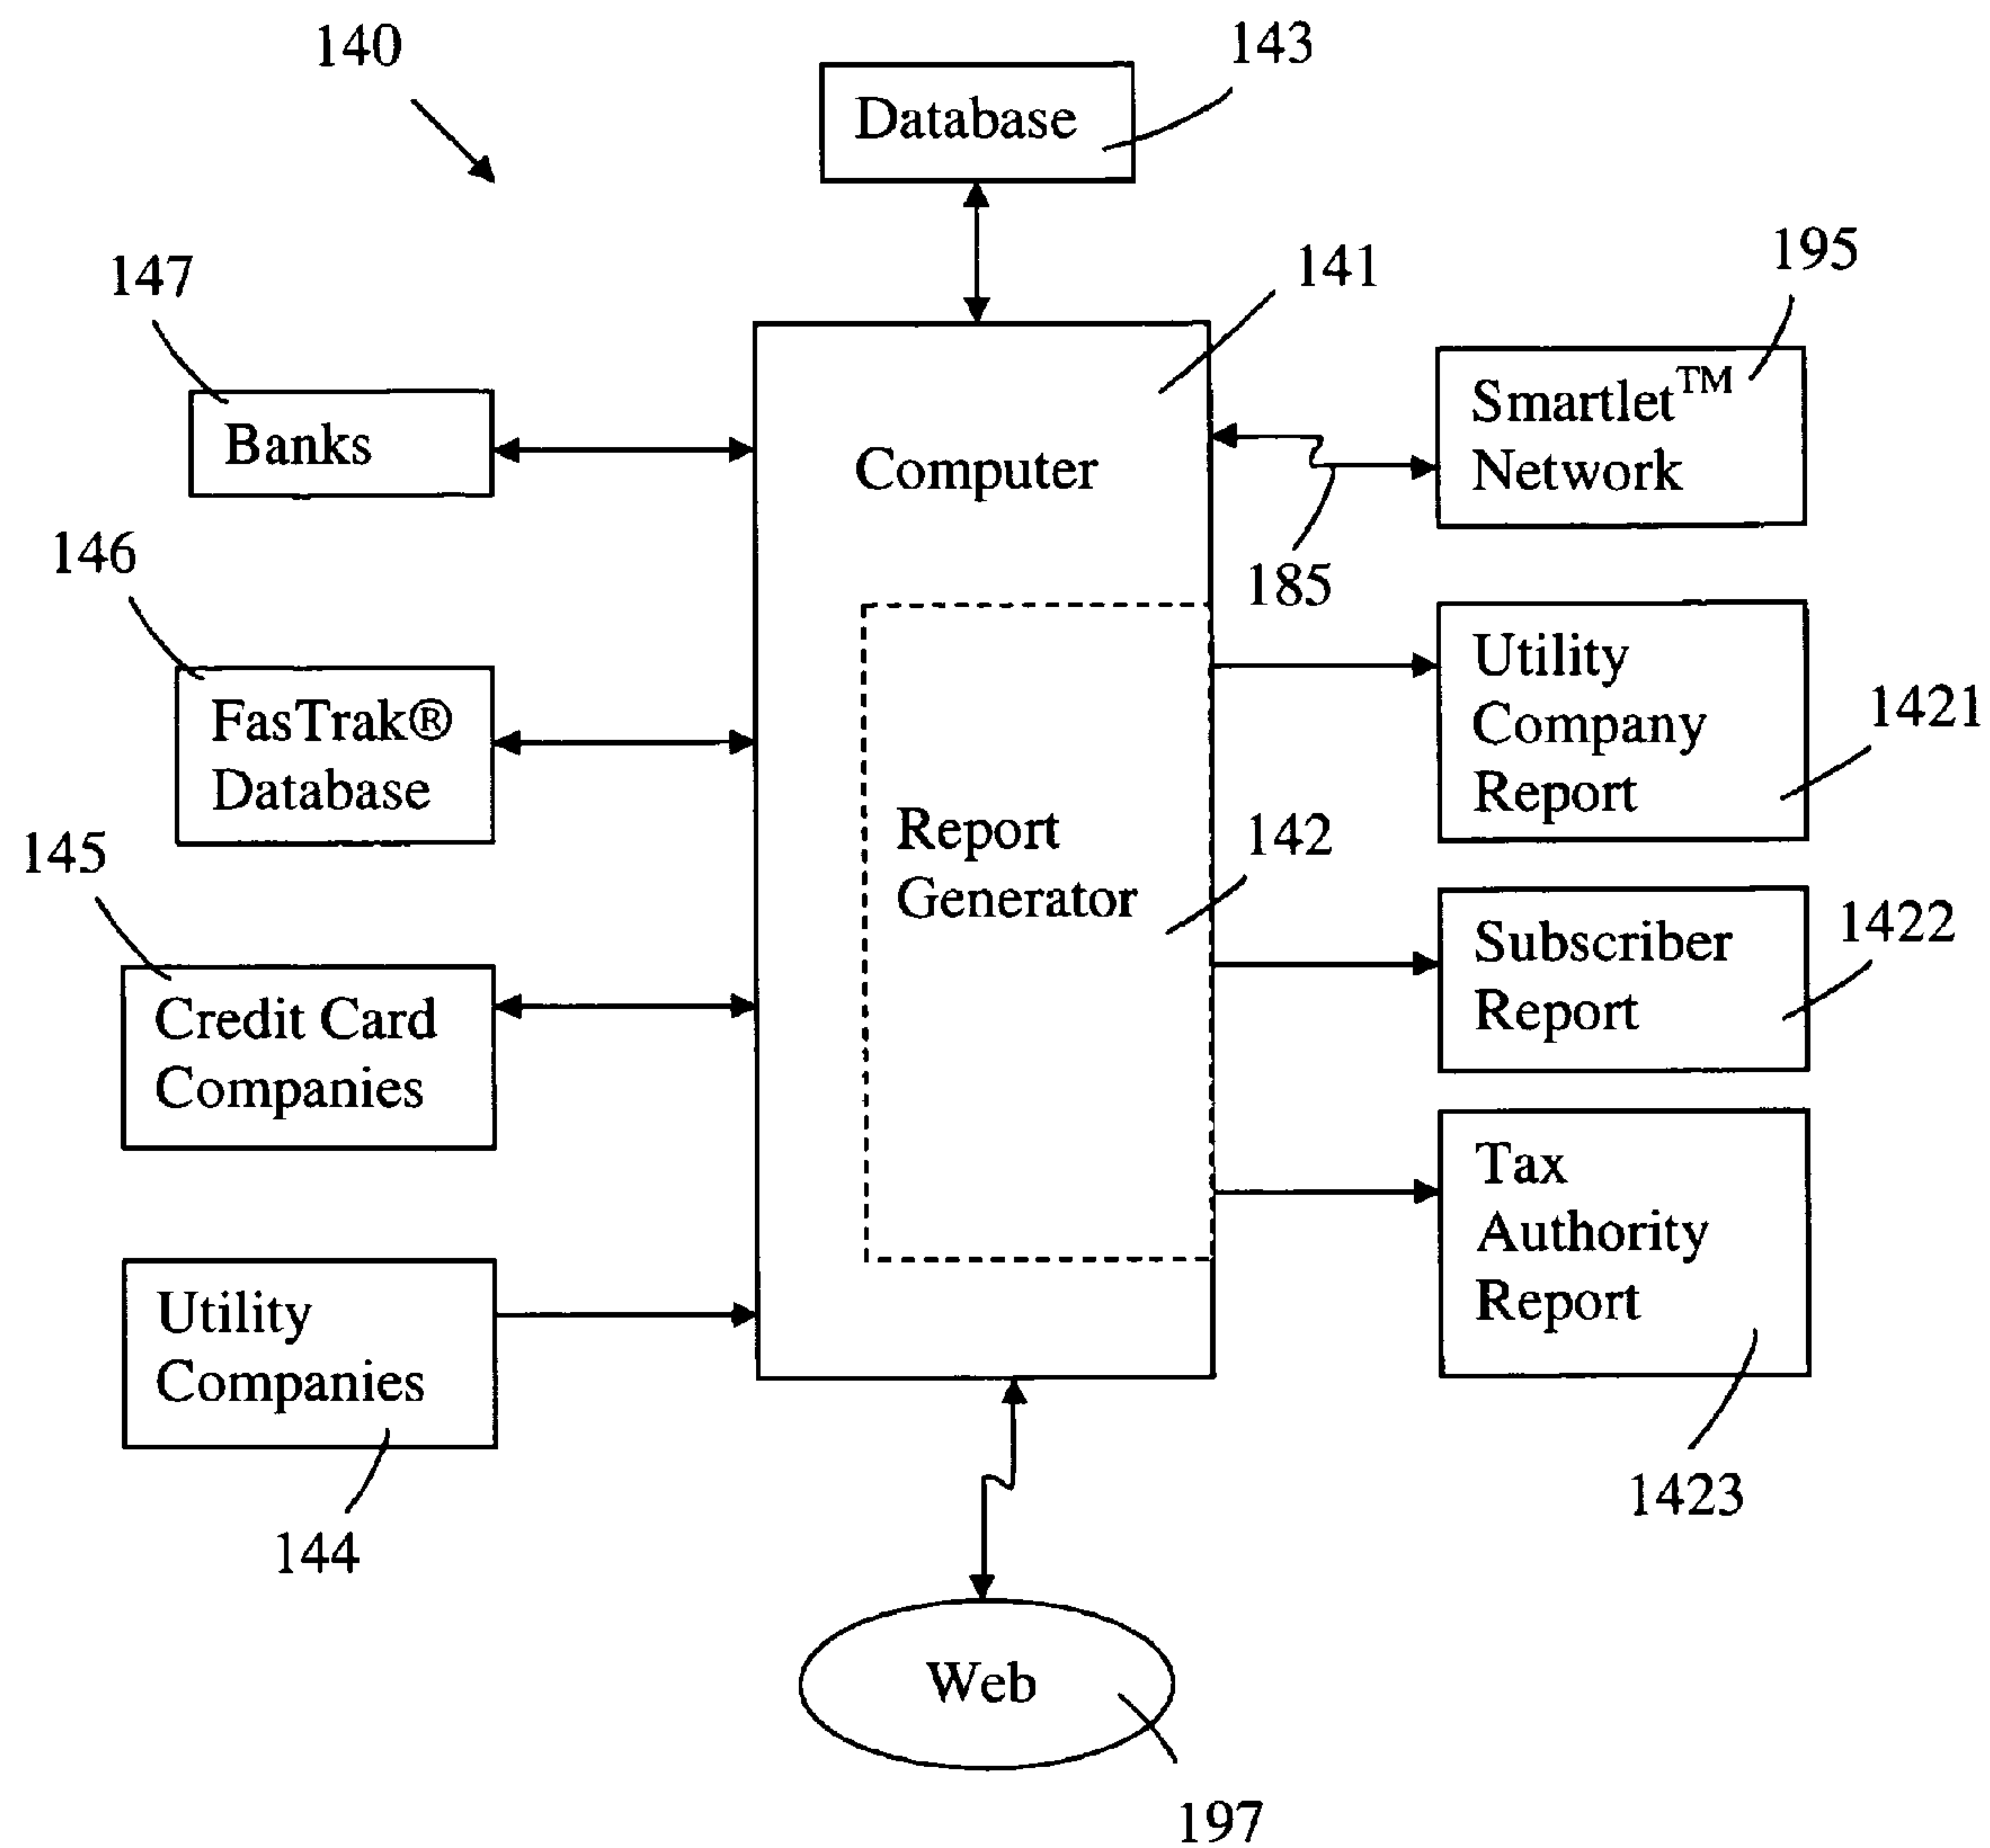 140
143
Database
147
141
195
Banks
Computer
Smartlet™
Network
146
185
FasTrak®
Database
Utility
Company
Report
1421
145
Report
Generator
142
Credit Card
Companies
Subscriber
Report
1422
Utility
Companies
Tax
Authority
Report
144
1423
Web
197